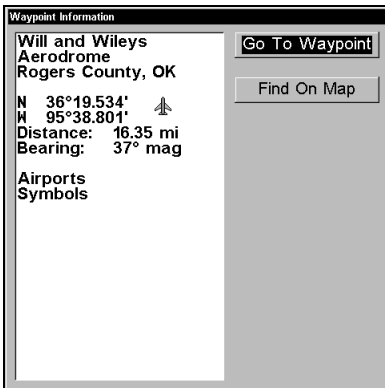 Waypoint Information
Will and Wileys
Aerodrome
Rogers County, OK
N 36°19.534'
W 95°38.801'
Distance: 16.35 mi
Bearing: 37° mag
Airports
Symbols
Go To Waypoint
Find On Map